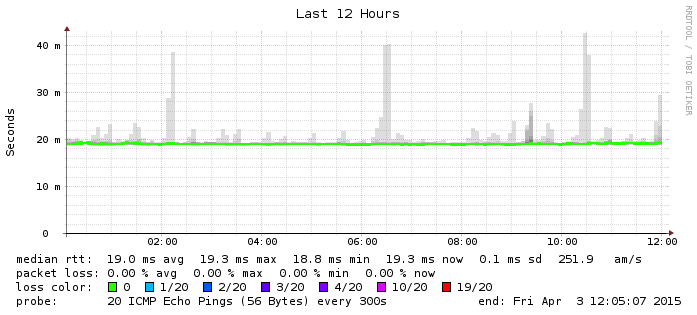 Last 12 Hours
RRDTOOL / TOBI OETIKER
Seconds
40 m
30 m
20 m
10 m
0
02:00 04:00 06:00 08:00 10:00 12:00
median rtt: 19.0 ms avg 19.3 ms max 18.8 ms min 19.3 ms now 0.1 ms sd 251.9 am/s
packet loss: 0.00 % avg 0.00 % max 0.00 % min 0.00 % now
loss color: 0 1/20 2/20 3/20 4/20 10/20 19/20
probe: 20 ICMP Echo Pings (56 Bytes) every 300s end: Fri Apr 3 12:05:07 2015